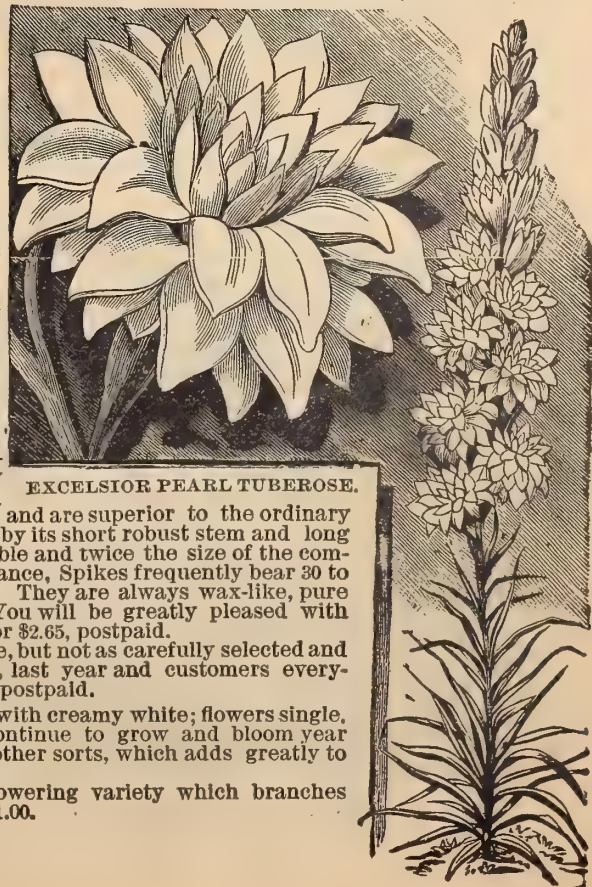 EXCELSIOR PEARL TUBEROSE.
and are superior to the ordinary
by its short robust stem and long
ble and twice the size of the com-
ance, Spikes frequently bear 30 to
They are always wax-like, pure
You will be greatly pleased with
or $2.65, postpaid.
e, but not as carefully selected and
, last year and customers every-
postpaid.
with creamy white; flowers single.
ontinue to grow and bloom year
other sorts, which adds greatly to
owering variety which branches
1.00.